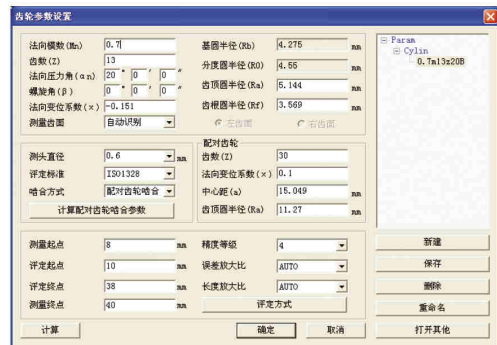 齿轮参数设置
法向模数(Mn) 0.7 基圆半径(Rb) 4.275 mm
齿数(Z) 13 分度圆半径(R0) 4.55 mm
法向压力角(αn) 20 ° 0 ′ 0 ″ 齿顶圆半径(Ra) 5.144 mm
螺旋角(β) 0 ° 0 ′ 0 ″ 齿根圆半径(Rf) 3.569 mm
法向变位系数(x) -0.151 左齿面 右齿面
测量齿面 自动识别
配对齿轮
测头直径 0.6 mm 齿数(Z) 30
评定标准 ISO1328 法向变位系数(x) 0.1
啮合方式 配对齿轮啮合 中心距(a) 15.049 mm
计算配对齿轮啮合参数 齿顶圆半径(Ra) 11.27 mm
测量起点 8 mm 精度等级 4
评定起点 10 mm 误差放大比 AUTO
评定终点 38 mm 长度放大比 AUTO
测量终点 40 mm 评定方式
计算 确定 取消
Param
Cylin
0.7m13z20B
新建
保存
删除
重命名
打开其他